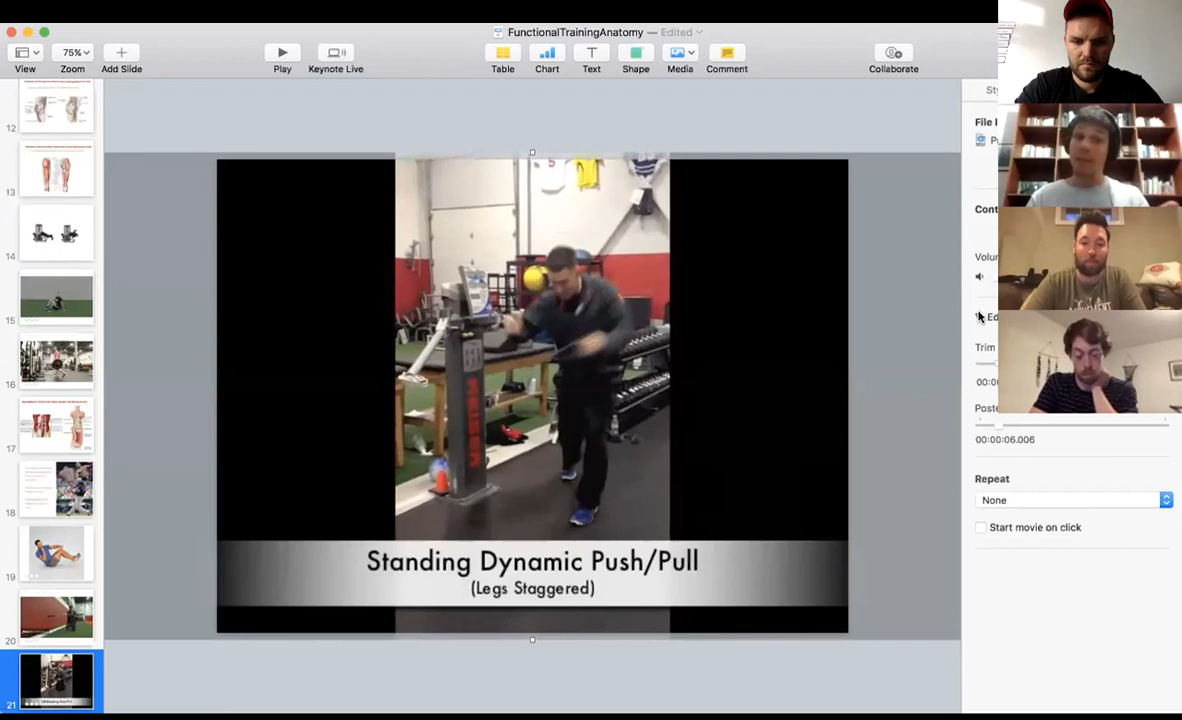 FunctionalTrainingAnatomy — Edited
75%
View
Zoom
Add Slide
Play
Keynote Live
Table
Chart
Text
Shape
Media
Comment
Collaborate
12
13
14
15
16
17
18
19
20
21
Standing Dynamic Push/Pull
(Legs Staggered)
File I
Trim
00:00:06.006
Repeat
None
Start movie on click